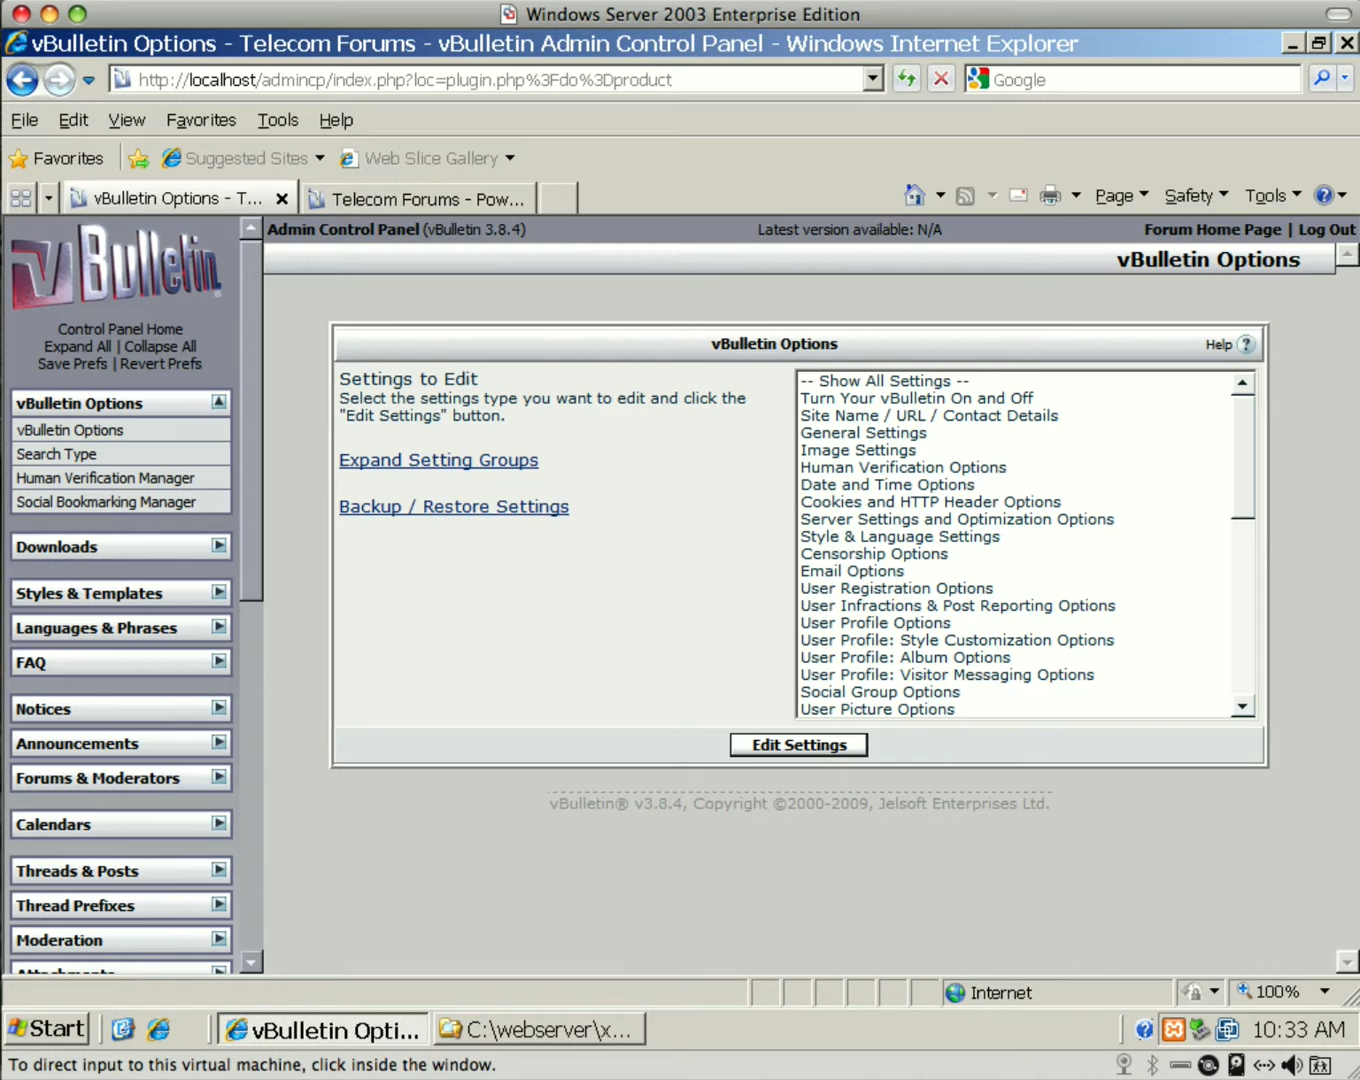 Windows Server 2003 Enterprise Edition
vBulletin Options - Telecom Forums - vBulletin Admin Control Panel - Windows Internet Explorer
http://localhost/admincp/index.php?loc=plugin.php%3Fdo%3Dproduct
Google
File Edit View Favorites Tools Help
Favorites Suggested Sites Web Slice Gallery
vBulletin Options - T... Telecom Forums - Pow... Page Safety Tools
vBulletin
Control Panel Home
Expand All | Collapse All
Save Prefs | Revert Prefs
vBulletin Options
vBulletin Options
Search Type
Human Verification Manager
Social Bookmarking Manager
Downloads
Styles & Templates
Languages & Phrases
FAQ
Notices
Announcements
Forums & Moderators
Calendars
Threads & Posts
Thread Prefixes
Moderation
Attachments
Admin Control Panel (vBulletin 3.8.4) Latest version available: N/A Forum Home Page | Log Out
vBulletin Options
vBulletin Options Help ?
Settings to Edit
Select the settings type you want to edit and click the
"Edit Settings" button.
Expand Setting Groups
Backup / Restore Settings
-- Show All Settings --
Turn Your vBulletin On and Off
Site Name / URL / Contact Details
General Settings
Image Settings
Human Verification Options
Date and Time Options
Cookies and HTTP Header Options
Server Settings and Optimization Options
Style & Language Settings
Censorship Options
Email Options
User Registration Options
User Infractions & Post Reporting Options
User Profile Options
User Profile: Style Customization Options
User Profile: Album Options
User Profile: Visitor Messaging Options
Social Group Options
User Picture Options
Edit Settings
vBulletin® v3.8.4, Copyright ©2000-2009, Jelsoft Enterprises Ltd.
Internet 100%
Start vBulletin Opti... C:\webserver\x... 10:33 AM
To direct input to this virtual machine, click inside the window.